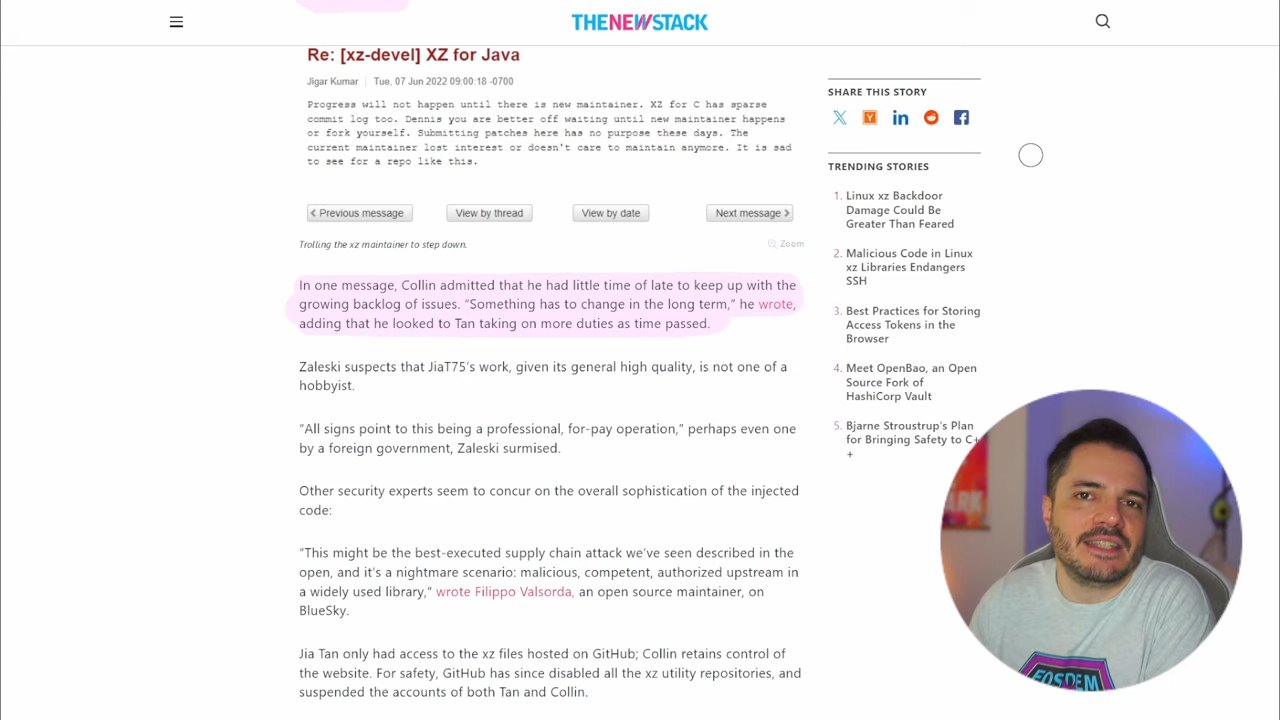 THENEWSTACK
Re: [xz-devel] XZ for Java
Jigar Kumar Tue, 07 Jun 2022 09:00:18 -0700
Progress will not happen until there is new maintainer. XZ for C has sparse
commit log too. Dennis you are better off waiting until new maintainer happens
or fork yourself. Submitting patches here has no purpose these days. The
current maintainer lost interest or doesn't care to maintain anymore. It is sad
to see for a repo like this.
Previous message
View by thread
View by date
Next message
Trolling the xz maintainer to step down.
Zoom
In one message, Collin admitted that he had little time of late to keep up with the
growing backlog of issues. “Something has to change in the long term,” he wrote,
adding that he looked to Tan taking on more duties as time passed.
Zaleski suspects that JiaT75’s work, given its general high quality, is not one of a
hobbyist.
“All signs point to this being a professional, for-pay operation,” perhaps even one
by a foreign government, Zaleski surmised.
Other security experts seem to concur on the overall sophistication of the injected
code:
“This might be the best-executed supply chain attack we’ve seen described in the
open, and it’s a nightmare scenario: malicious, competent, authorized upstream in
a widely used library,” wrote Filippo Valsorda, an open source maintainer, on
BlueSky.
Jia Tan only had access to the xz files hosted on GitHub; Collin retains control of
the website. For safety, GitHub has since disabled all the xz utility repositories, and
suspended the accounts of both Tan and Collin.
SHARE THIS STORY
TRENDING STORIES
1. Linux xz Backdoor
Damage Could Be
Greater Than Feared
2. Malicious Code in Linux
xz Libraries Endangers
SSH
3. Best Practices for Storing
Access Tokens in the
Browser
4. Meet OpenBao, an Open
Source Fork of
HashiCorp Vault
5. Bjarne Stroustrup's Plan
for Bringing Safety to C+
+
FOSDEM